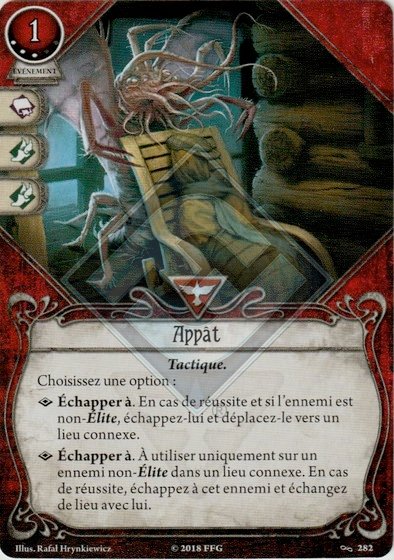 1
ÉVÉNEMENT
Appât
Tactique.
Choisissez une option :
Échapper à. En cas de réussite et si l'ennemi est
non-Élite, échappez-lui et déplacez-le vers un
lieu connexe.
Échapper à. À utiliser uniquement sur un
ennemi non-Élite dans un lieu connexe. En cas
de réussite, échappez à cet ennemi et échangez
de lieu avec lui.
Illus. Rafał Hrynkiewicz © 2018 FFG 282